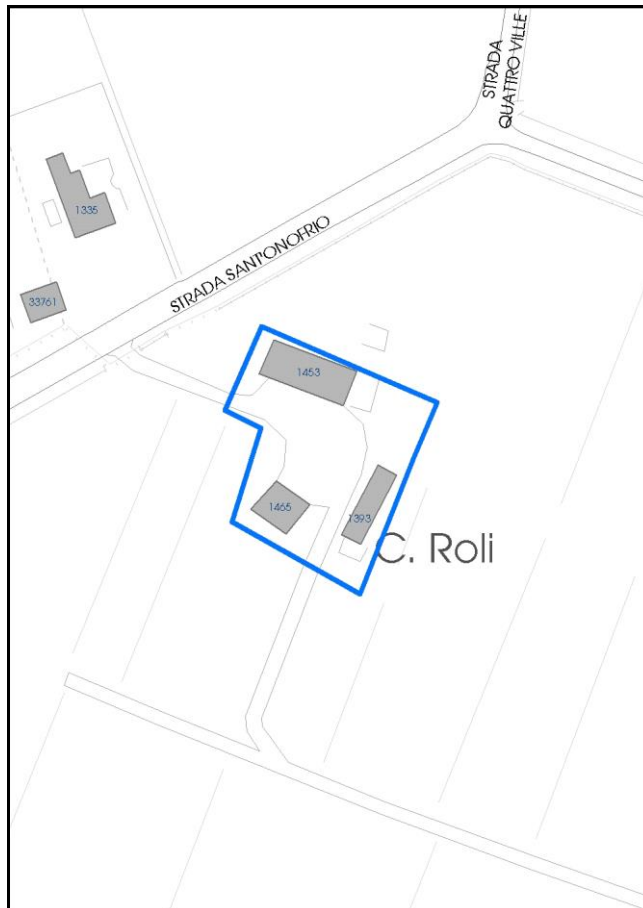 STRADA
QUATTRO VILLE
1335
STRADA SANT'ONOFRIO
33761
1453
1465
1393
C. Roli